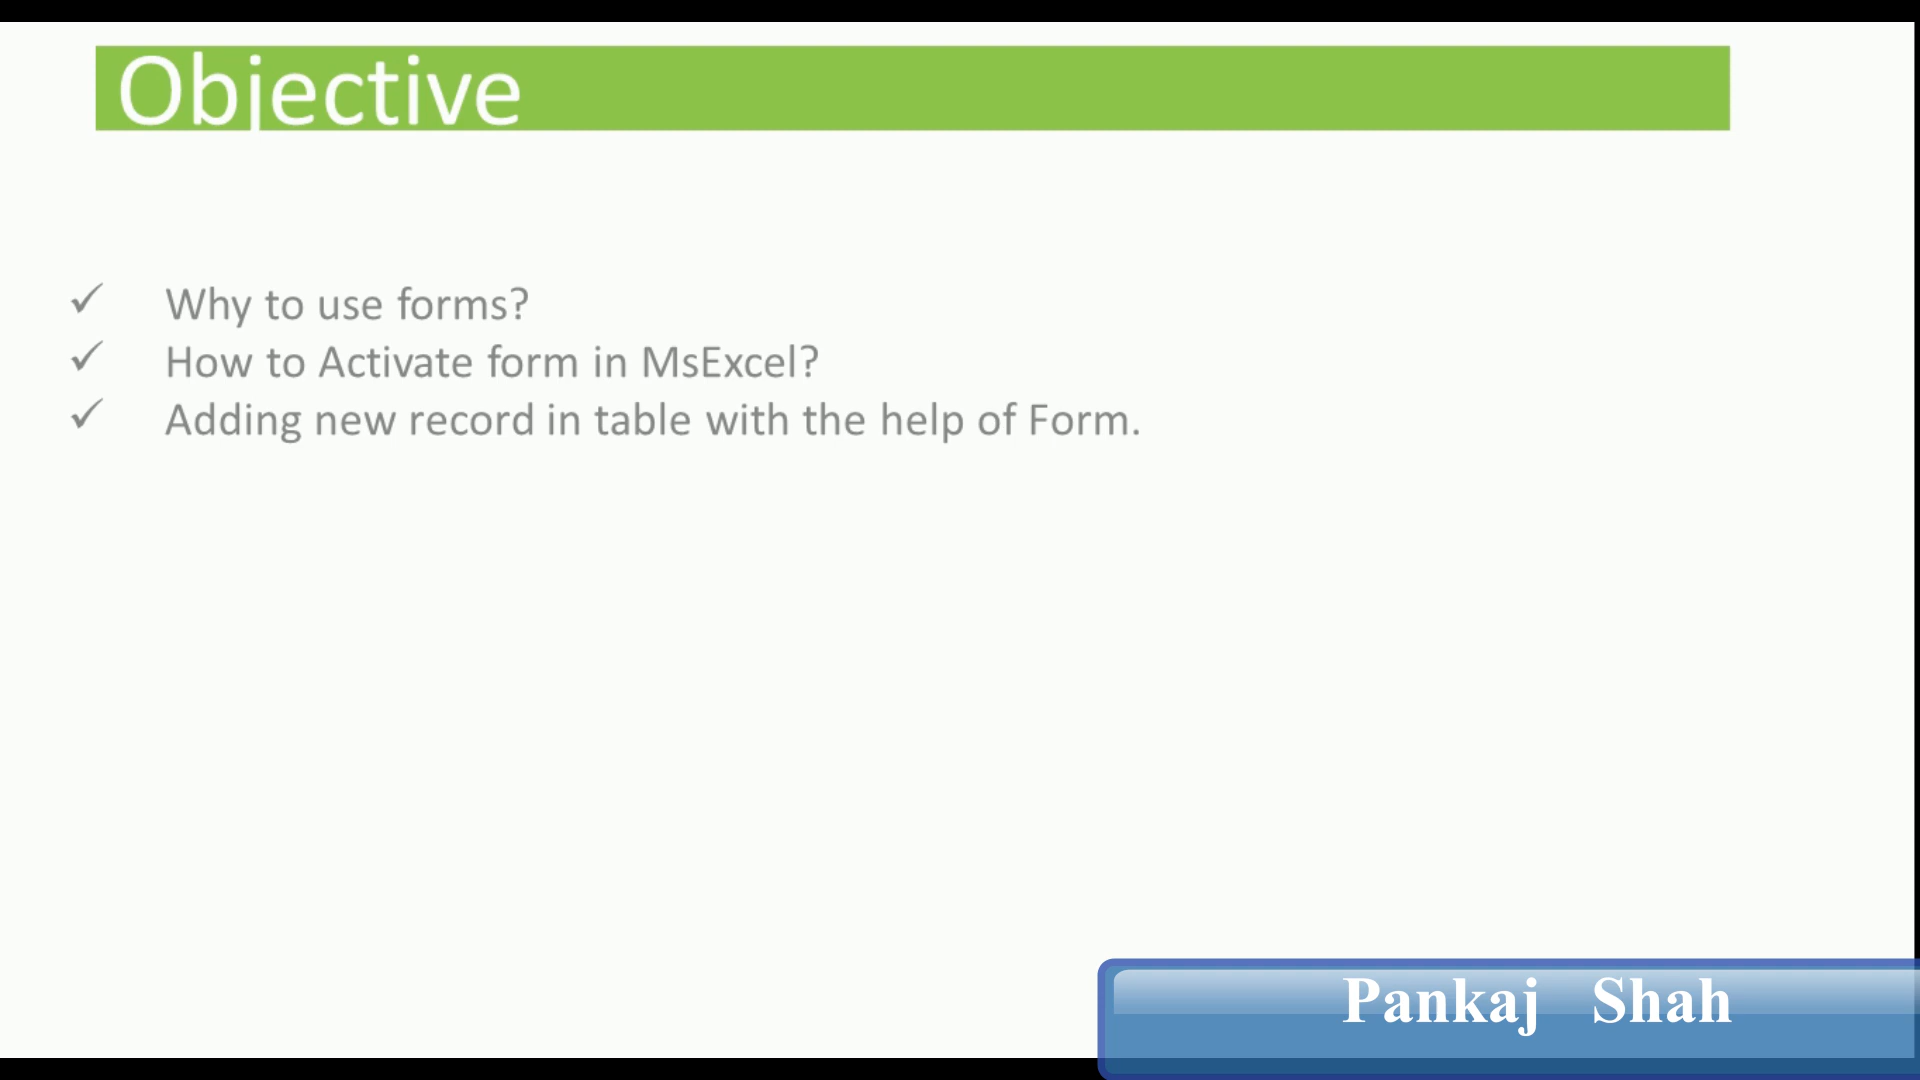 Objective
Why to use forms?
How to Activate form in MsExcel?
Adding new record in table with the help of Form.
Pankaj Shah